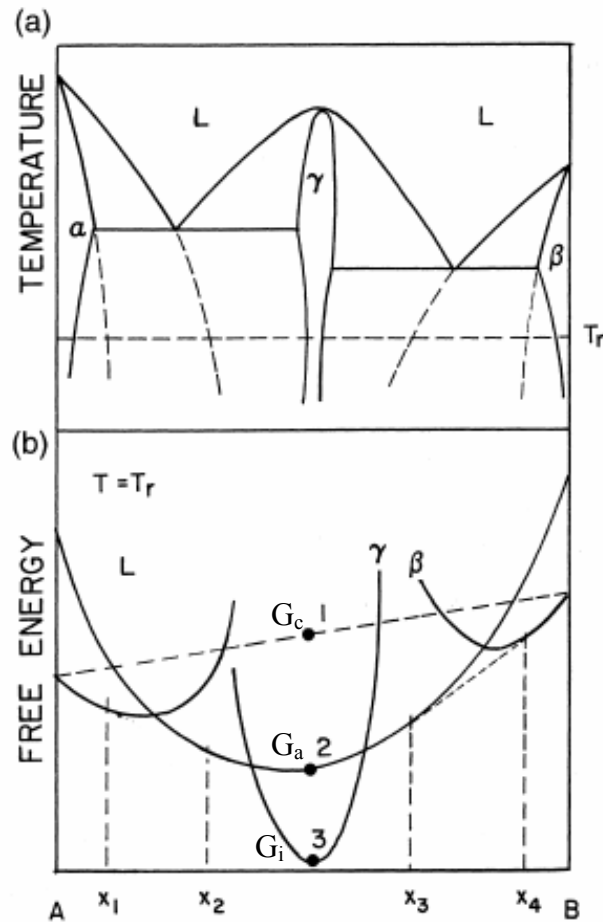 (a)
TEMPERATURE
L
L
γ
α
β
Tr
(b)
T = Tr
FREE ENERGY
L
γ
β
Gc 1
Ga 2
Gi 3
A x1 x2 x3 x4 B